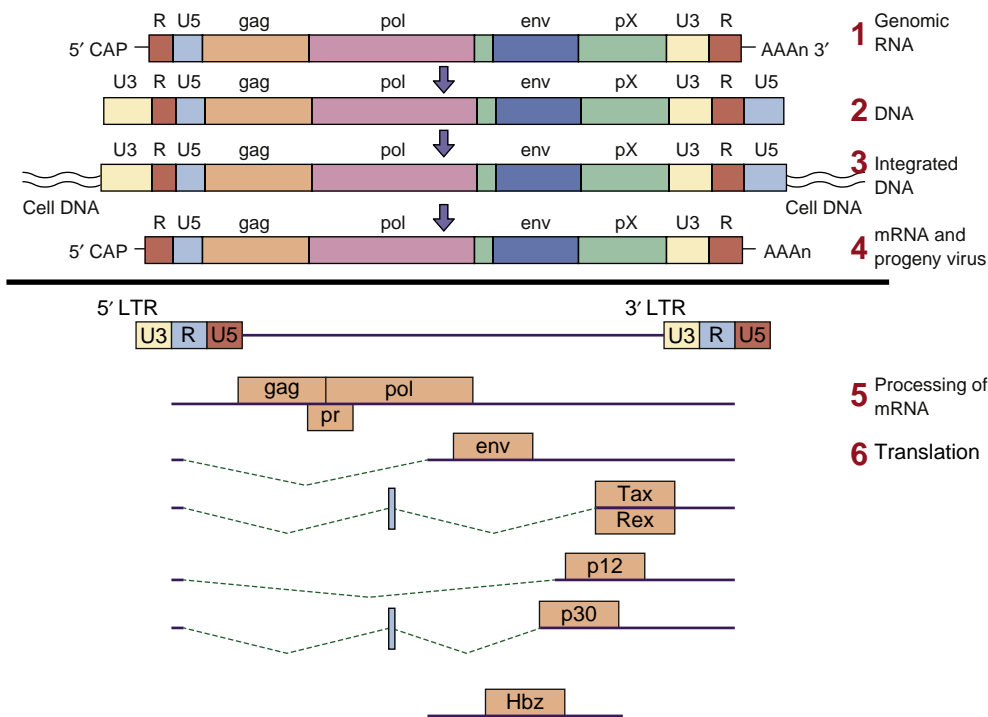 R U5 gag pol env pX U3 R
5′ CAP AAAn 3′
1 Genomic
RNA
U3 R U5 gag pol env pX U3 R U5
2 DNA
U3 R U5 gag pol env pX U3 R U5
3 Integrated
DNA
Cell DNA Cell DNA
R U5 gag pol env pX U3 R
5′ CAP AAAn
4 mRNA and
progeny virus
5′ LTR 3′ LTR
U3 R U5 U3 R U5
gag pol
pr
5 Processing of
mRNA
env
6 Translation
Tax
Rex
p12
p30
Hbz